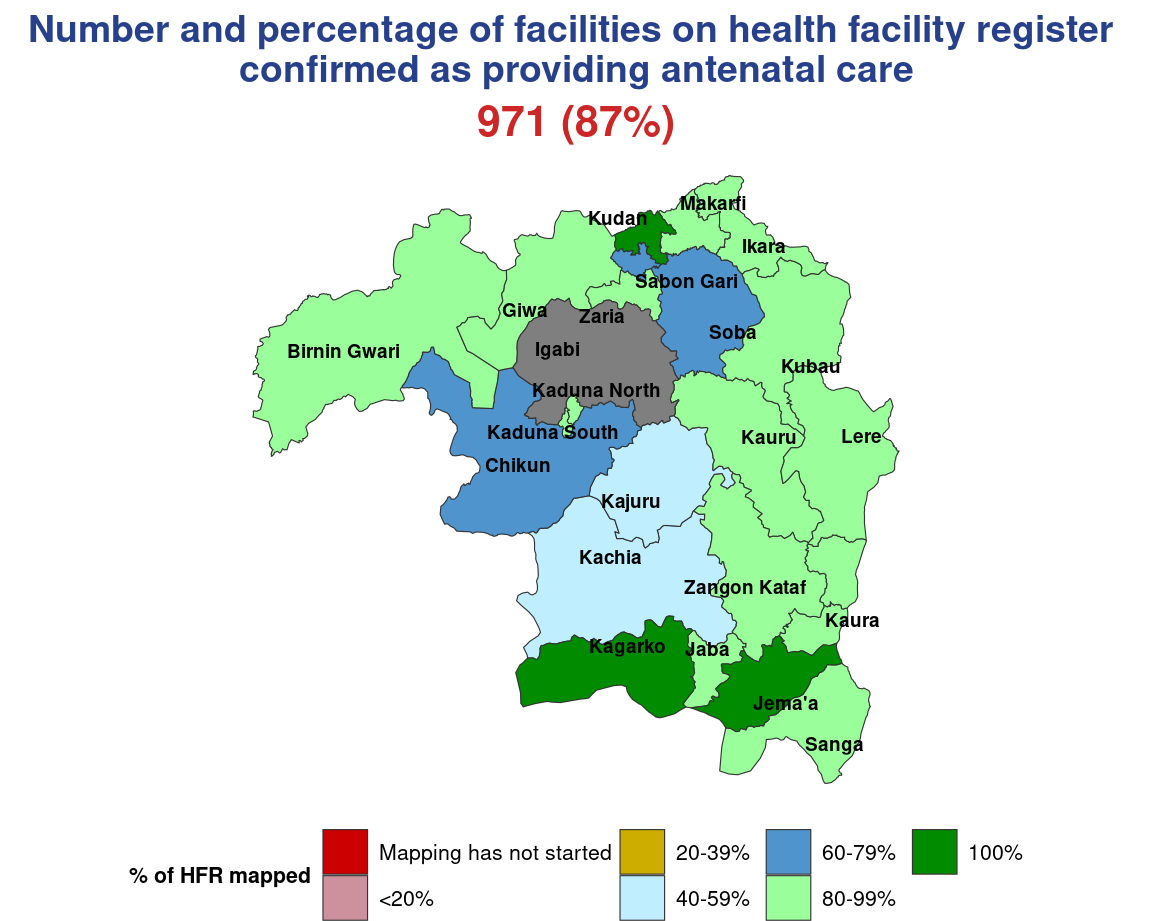 Number and percentage of facilities on health facility register
confirmed as providing antenatal care
971 (87%)
Makarfi
Kudan
Ikara
Sabon Gari
Giwa
Zaria
Soba
Birnin Gwari
Igabi
Kubau
Kaduna North
Kaduna South
Kauru
Lere
Chikun
Kajuru
Kachia
Zangon Kataf
Kaura
Kagarko
Jaba
Jema'a
Sanga
% of HFR mapped
Mapping has not started
<20%
20-39%
40-59%
60-79%
80-99%
100%